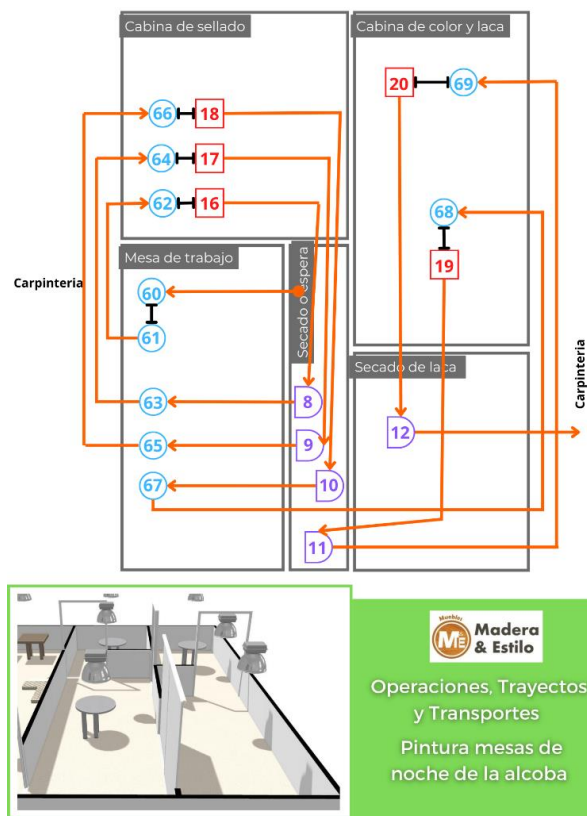 Cabina de sellado
Cabina de color y laca
20
69
66
18
64
17
62
16
68
19
Mesa de trabajo
Secado o espera
Carpinteria
60
61
Secado de laca
Carpinteria
63
8
12
65
9
67
10
11
Muebles
ME
Madera
& Estilo
Operaciones, Trayectos
y Transportes
Pintura mesas de
noche de la alcoba